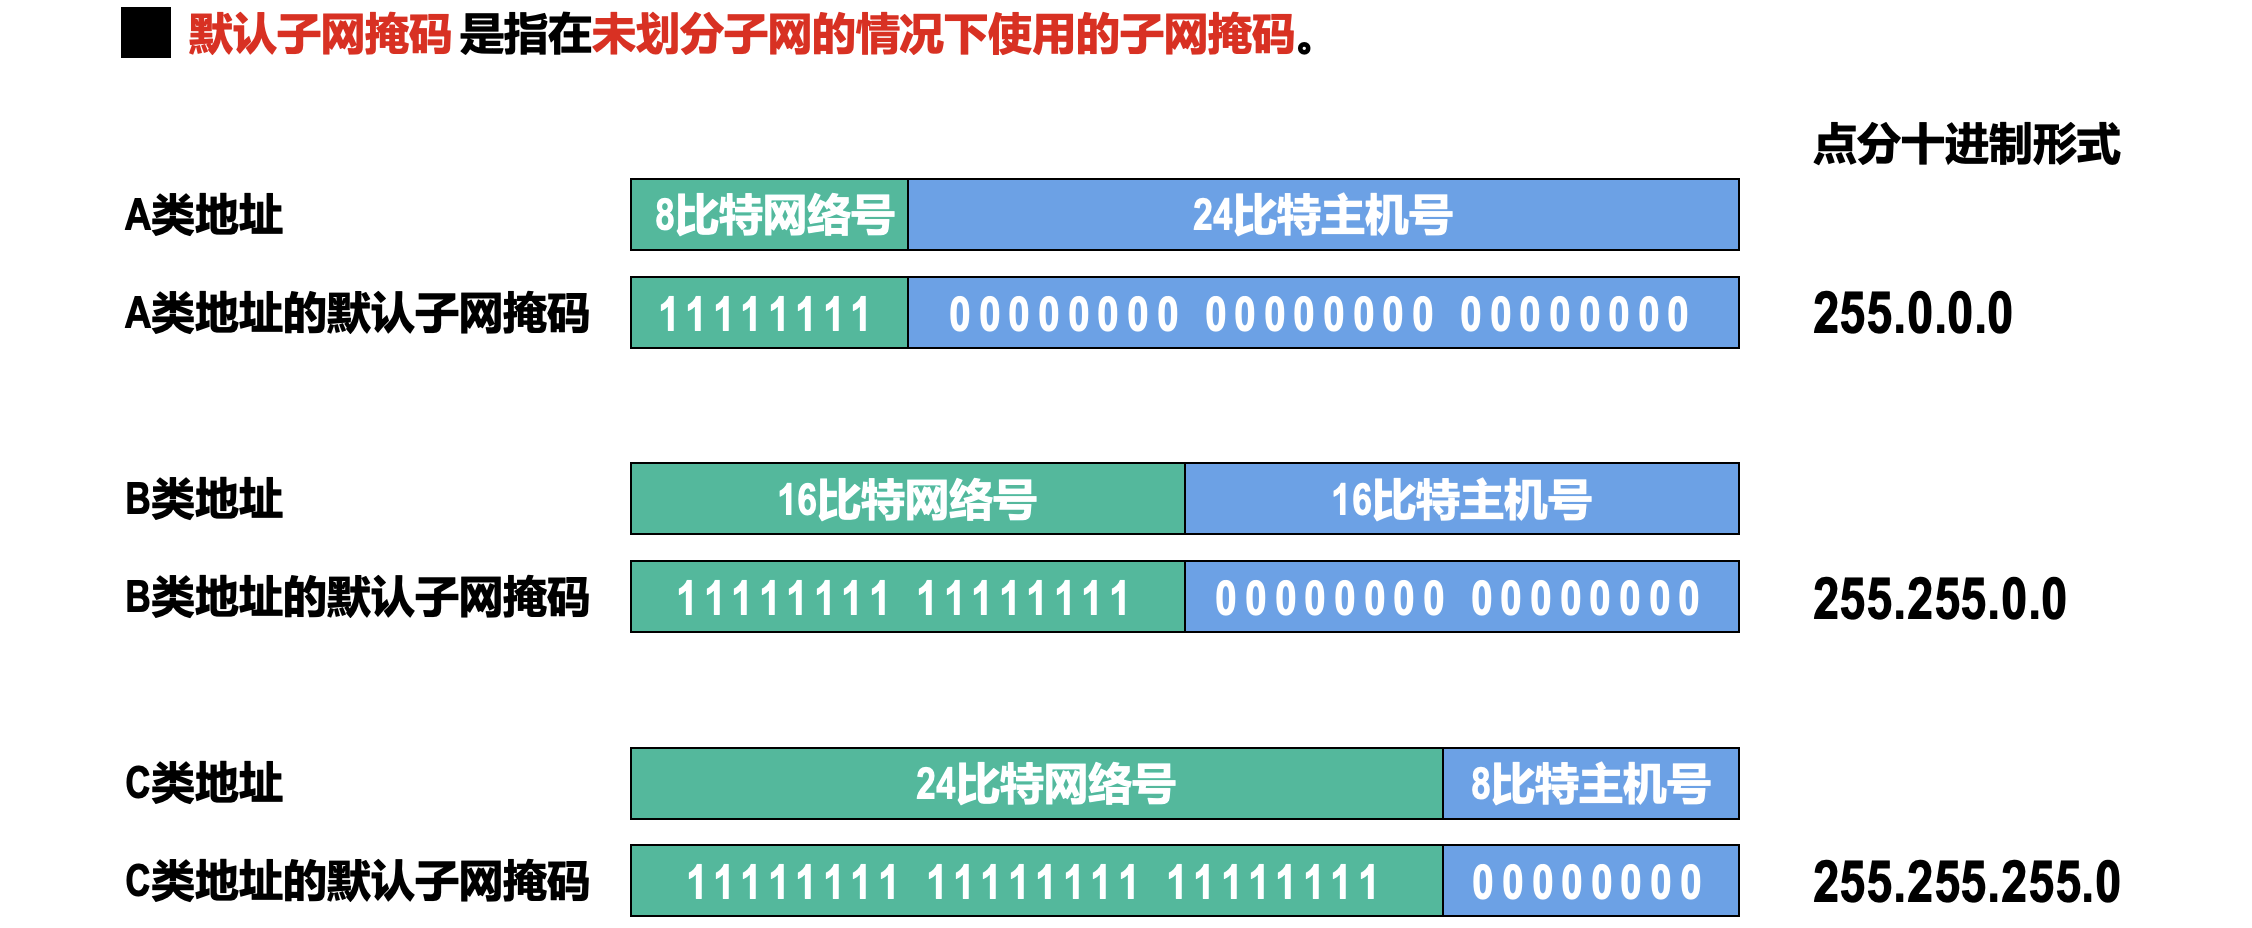 默认子网掩码 是指在未划分子网的情况下使用的子网掩码。
点分十进制形式
A类地址 8比特网络号 24比特主机号
A类地址的默认子网掩码 11111111 00000000 00000000 00000000 255.0.0.0
B类地址 16比特网络号 16比特主机号
B类地址的默认子网掩码 11111111 11111111 00000000 00000000 255.255.0.0
C类地址 24比特网络号 8比特主机号
C类地址的默认子网掩码 11111111 11111111 11111111 00000000 255.255.255.0